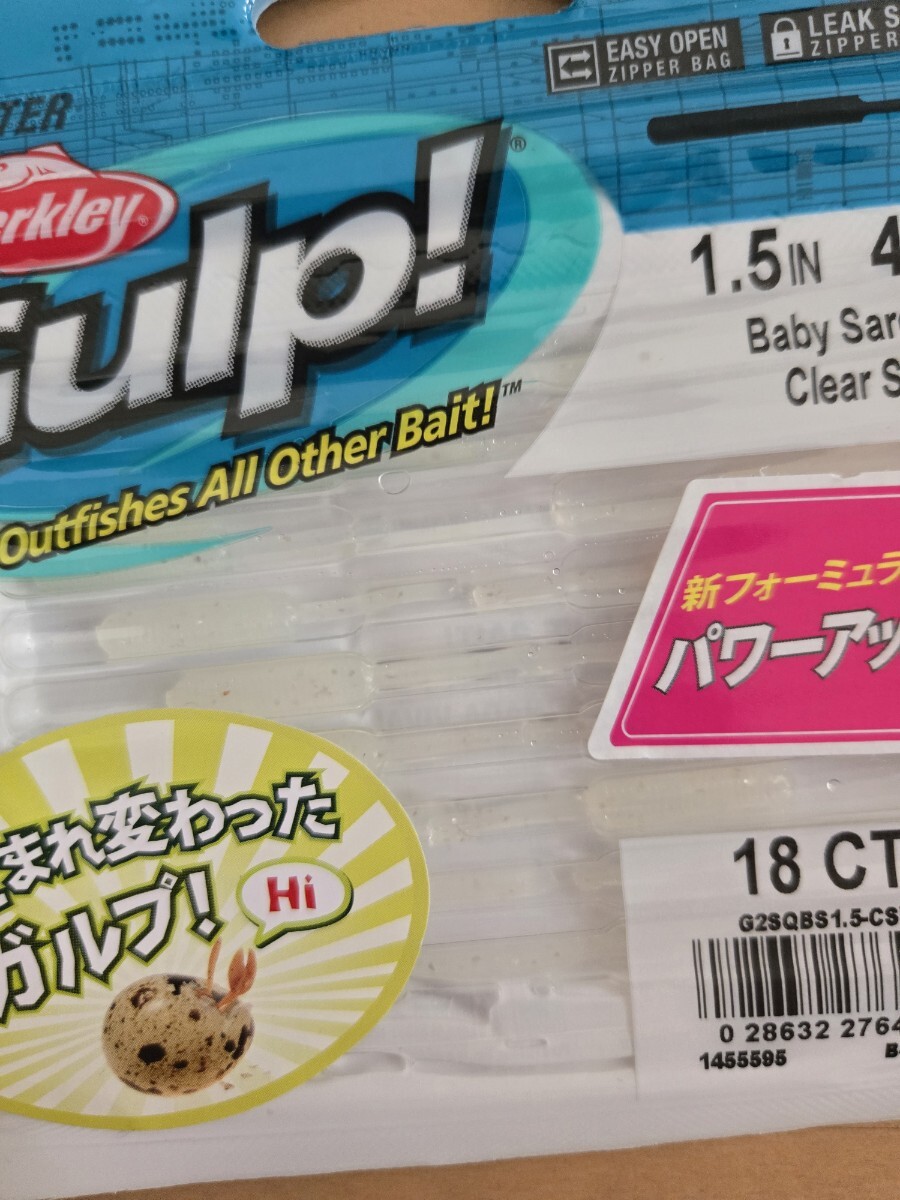 EASY OPEN
ZIPPER BAG
LEAK S
ZIPPER
TER
erkley®
ulp!®
Outfishes All Other Bait!™
1.5IN 4
Baby Sar
Clear S
新フォーミュラ
パワーアッ
まれ変わった
ガルプ!
Hi
18 CT
G2SQBS1.5-CS
0 28632 2764
1455595
B